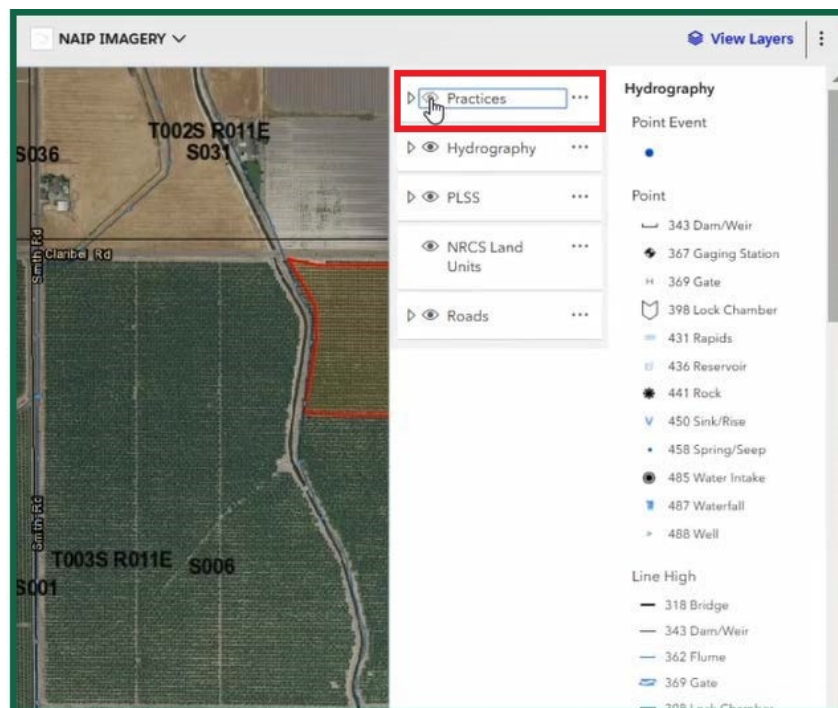 NAIP IMAGERY
View Layers
T002S R011E
S031
S036
Smith Rd
Claribel Rd
Smith Rd
T003S R011E
S006
S001
Practices
Hydrography
PLSS
NRCS Land
Units
Roads
Hydrography
Point Event
Point
343 Dam/Weir
367 Gaging Station
369 Gate
398 Lock Chamber
431 Rapids
436 Reservoir
441 Rock
450 Sink/Rise
458 Spring/Seep
485 Water Intake
487 Waterfall
488 Well
Line High
318 Bridge
343 Dam/Weir
362 Flume
369 Gate
398 Lock Chamber